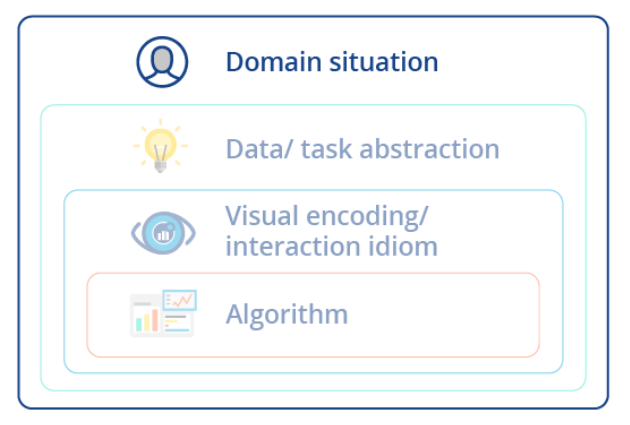 Domain situation
Data/ task abstraction
Visual encoding/
interaction idiom
Algorithm